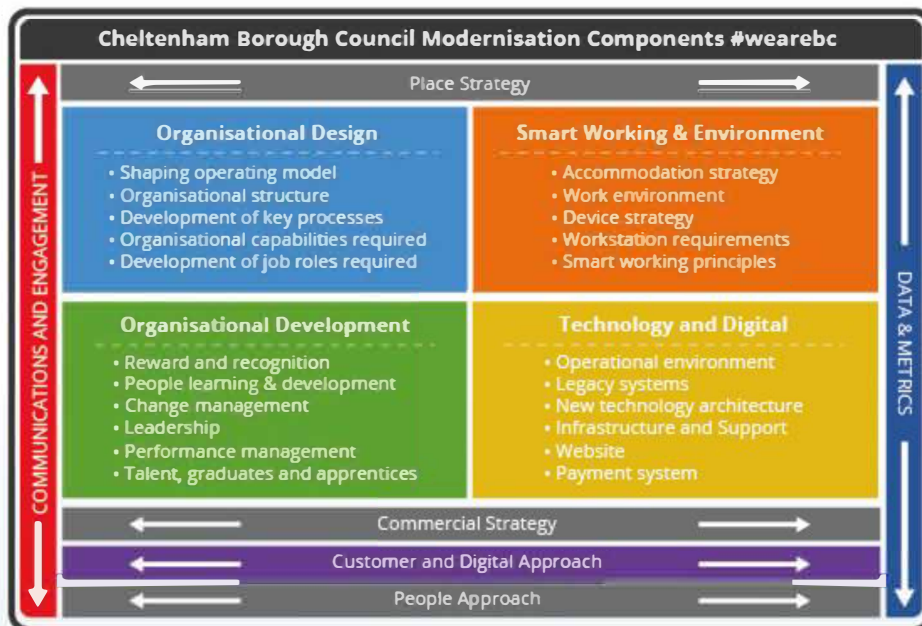 Cheltenham Borough Council Modernisation Components #wearebc
Place Strategy
COMMUNICATIONS AND ENGAGEMENT
Organisational Design
• Shaping operating model
• Organisational structure
• Development of key processes
• Organisational capabilities required
• Development of job roles required
Smart Working & Environment
• Accommodation strategy
• Work environment
• Device strategy
• Workstation requirements
• Smart working principles
Organisational Development
• Reward and recognition
• People learning & development
• Change management
• Leadership
• Performance management
• Talent, graduates and apprentices
Technology and Digital
• Operational environment
• Legacy systems
• New technology architecture
• Infrastructure and Support
• Website
• Payment system
DATA & METRICS
Commercial Strategy
Customer and Digital Approach
People Approach